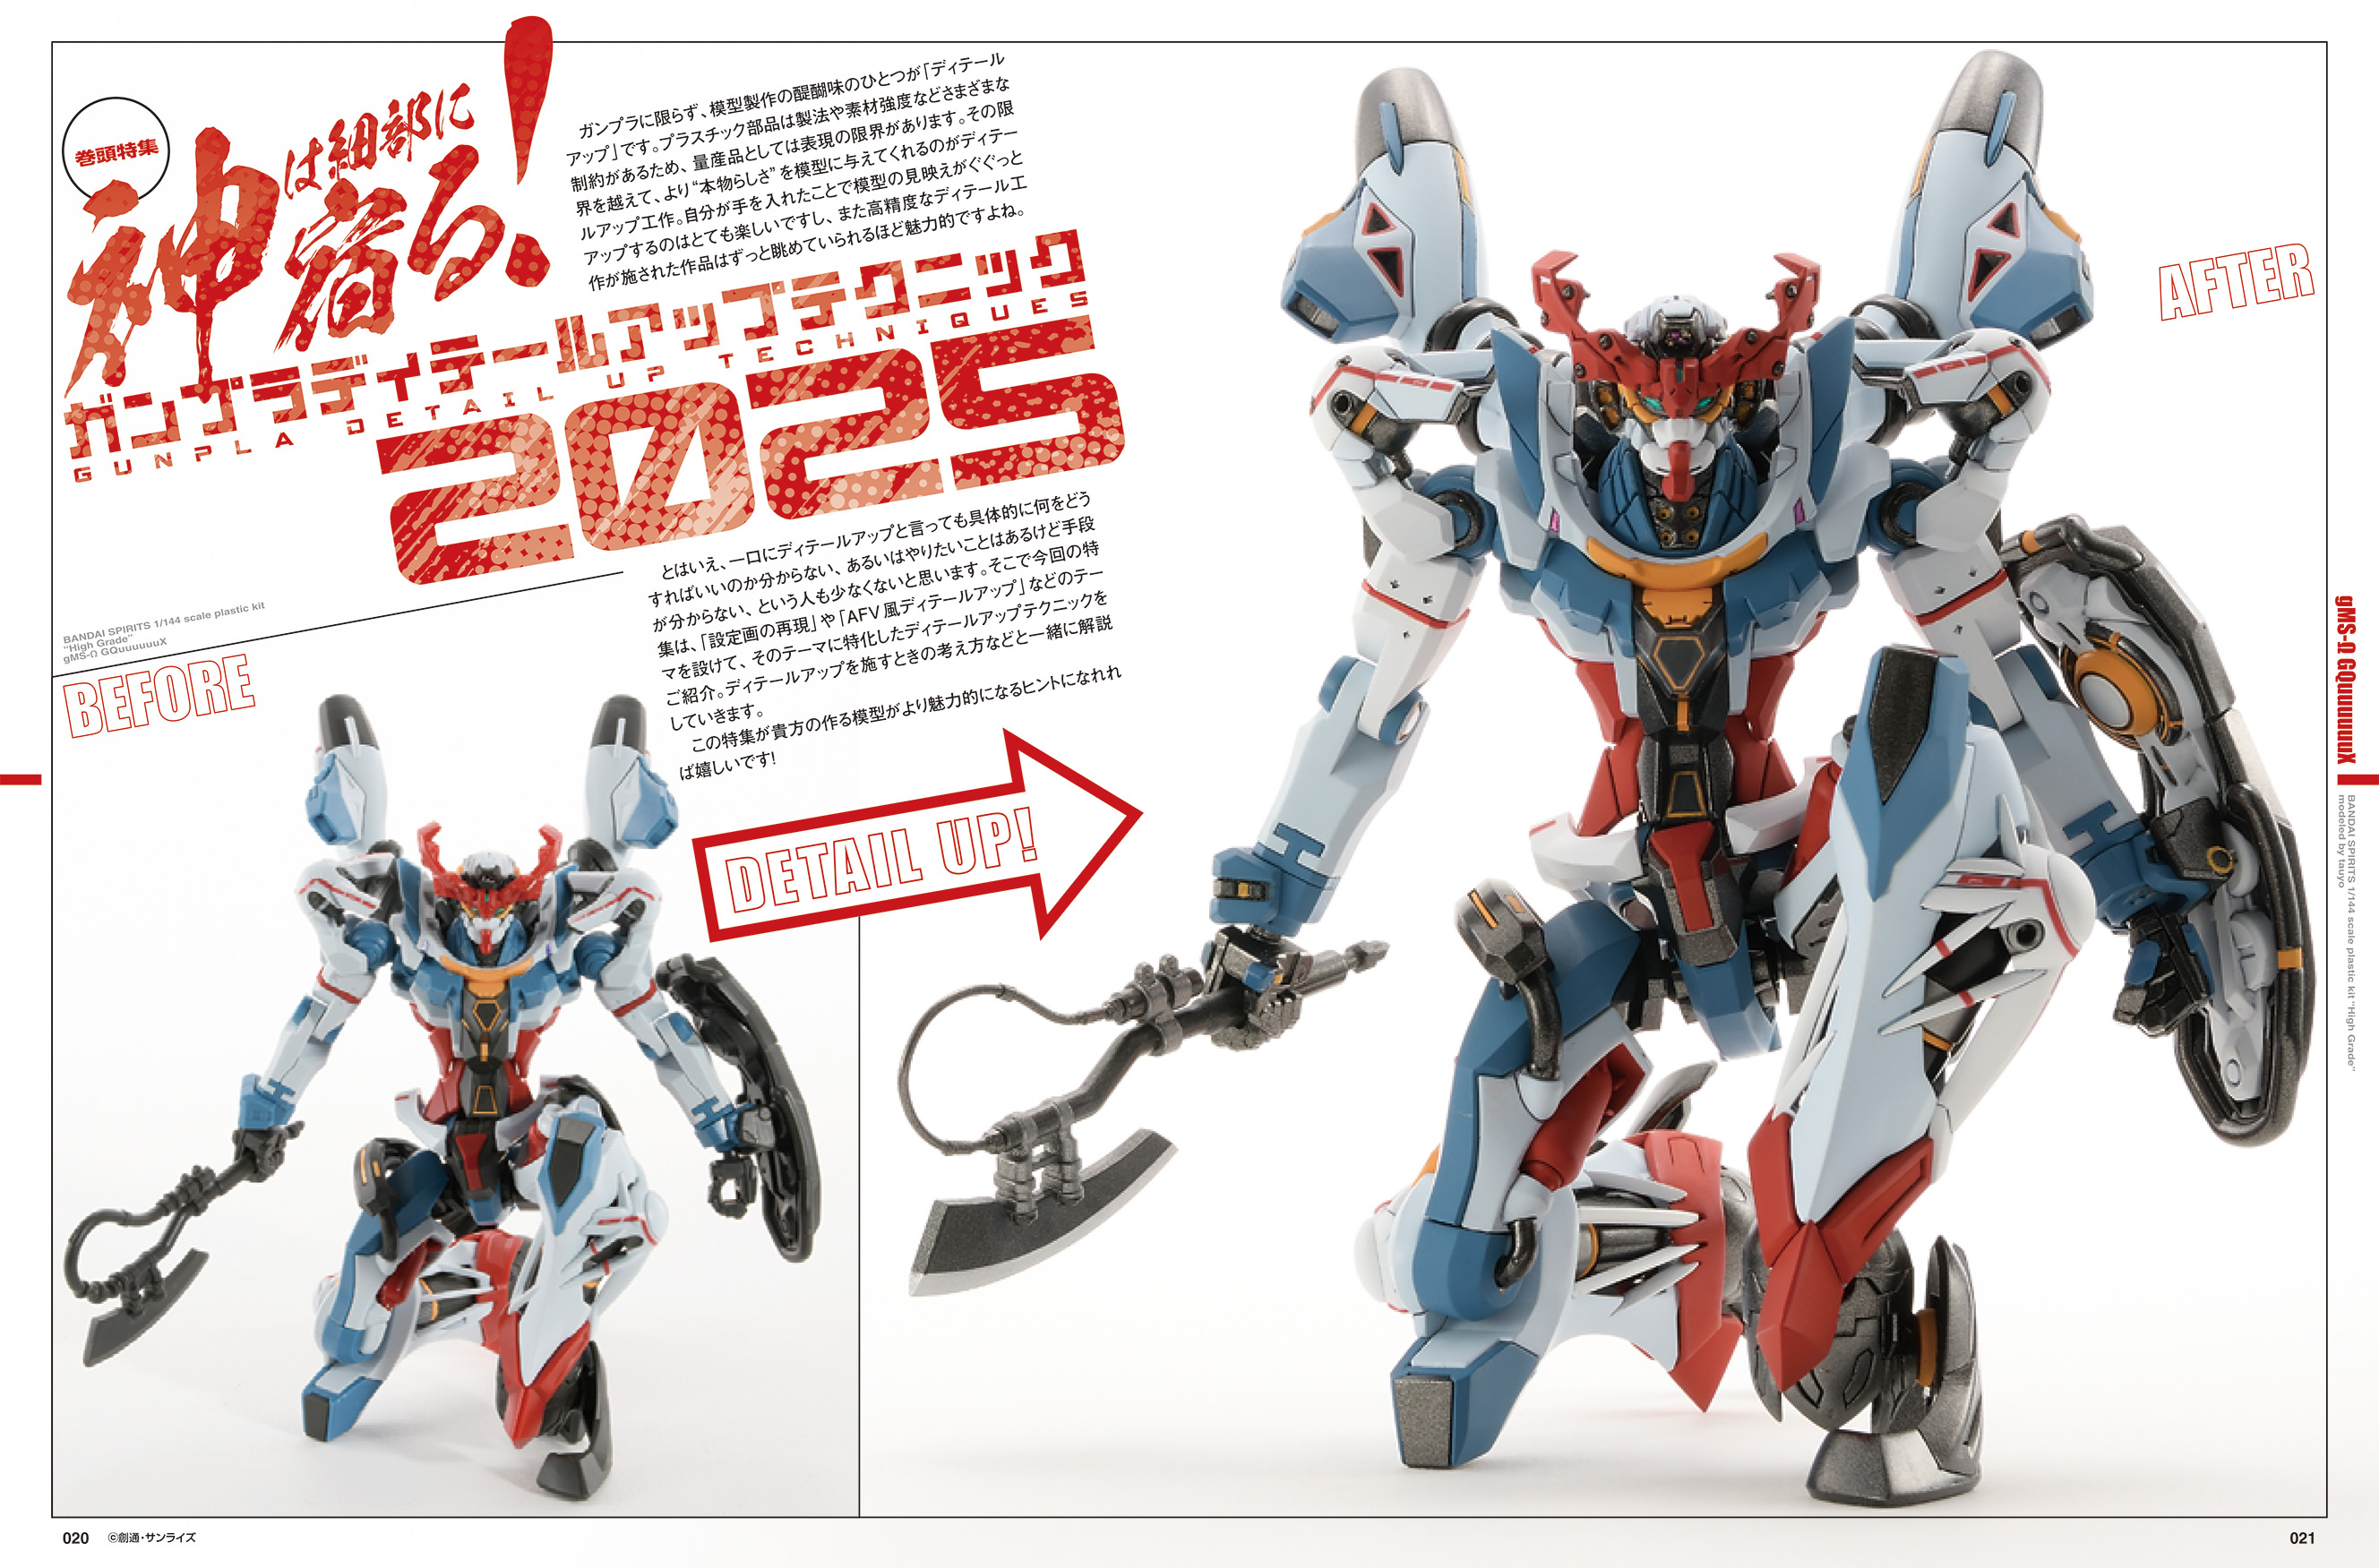 巻頭特集
神は細部に
宿る、！
ガンプラに限らず、模型製作の醍醐味のひとつが「ディテール
アップ」です。プラスチック部品は製法や素材強度などさまざまな
制約があるため、量産品としては表現の限界があります。その限
界を越えて、より“本物らしさ”を模型に与えてくれるのがディテー
ルアップ工作。自分が手を入れたことで模型の見映えがぐぐっと
アップするのはとても楽しいですし、また高精度なディテール工
作が施された作品はずっと眺めていられるほど魅力的ですよね。
ガンプラディテールアップテクニック
GUNPLA DETAIL UP TECHNIQUES
2025
とはいえ、一口にディテールアップと言っても具体的に何をどう
すればいいのか分からない、あるいはやりたいことはあるけど手段
が分からない、という人も少なくないと思います。そこで今回の特
集は、「設定画の再現」や「AFV風ディテールアップ」などのテー
マを設けて、そのテーマに特化したディテールアップテクニックを
ご紹介。ディテールアップを施すときの考え方などと一緒に解説
していきます。
この特集が貴方の作る模型がより魅力的になるヒントになれれ
ば嬉しいです!
BANDAI SPIRITS 1/144 scale plastic kit
"High Grade"
gMS-Ω GQuuuuuuX
BEFORE
DETAIL UP!
AFTER
gMS-Ω GQuuuuuuX
BANDAI SPIRITS 1/144 scale plastic kit "High Grade"
modeled by tauyo
020
©創通・サンライズ
021